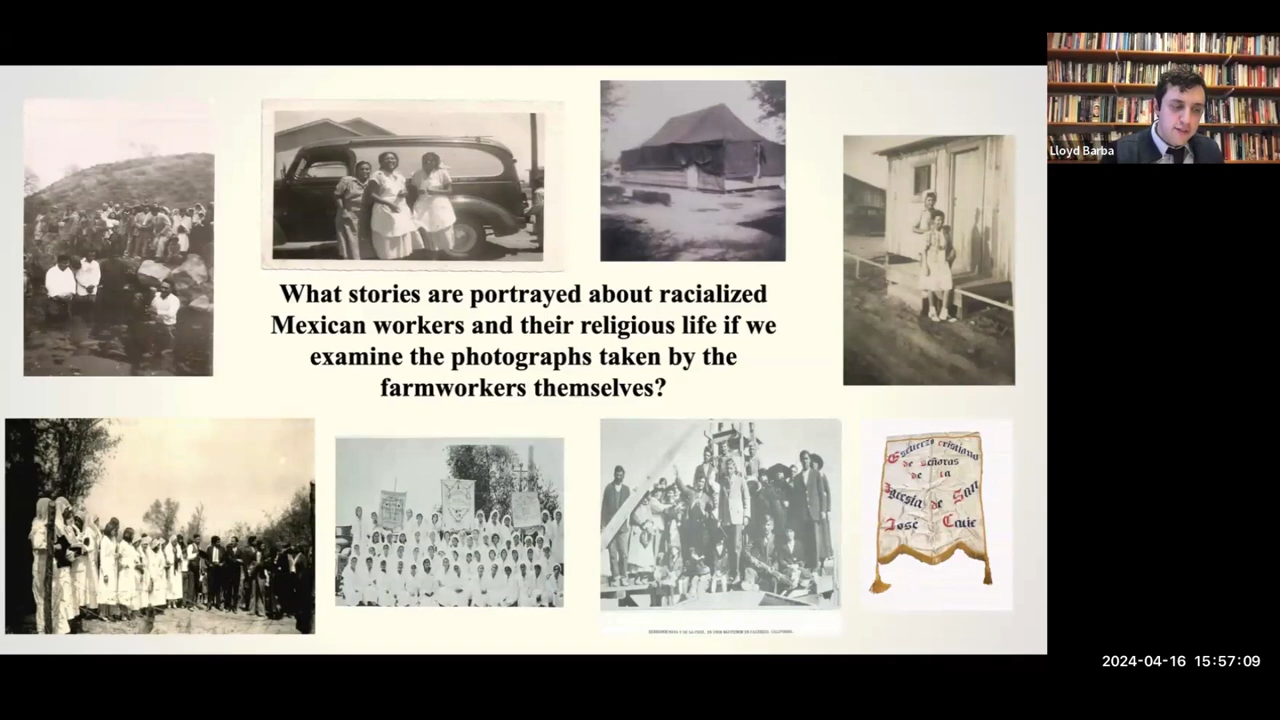 Lloyd Barba
What stories are portrayed about racialized
Mexican workers and their religious life if we
examine the photographs taken by the
farmworkers themselves?
Esfuerzo cristiano
de señoras
de la
Iglesia de San
José Calif
2024-04-16 15:57:09